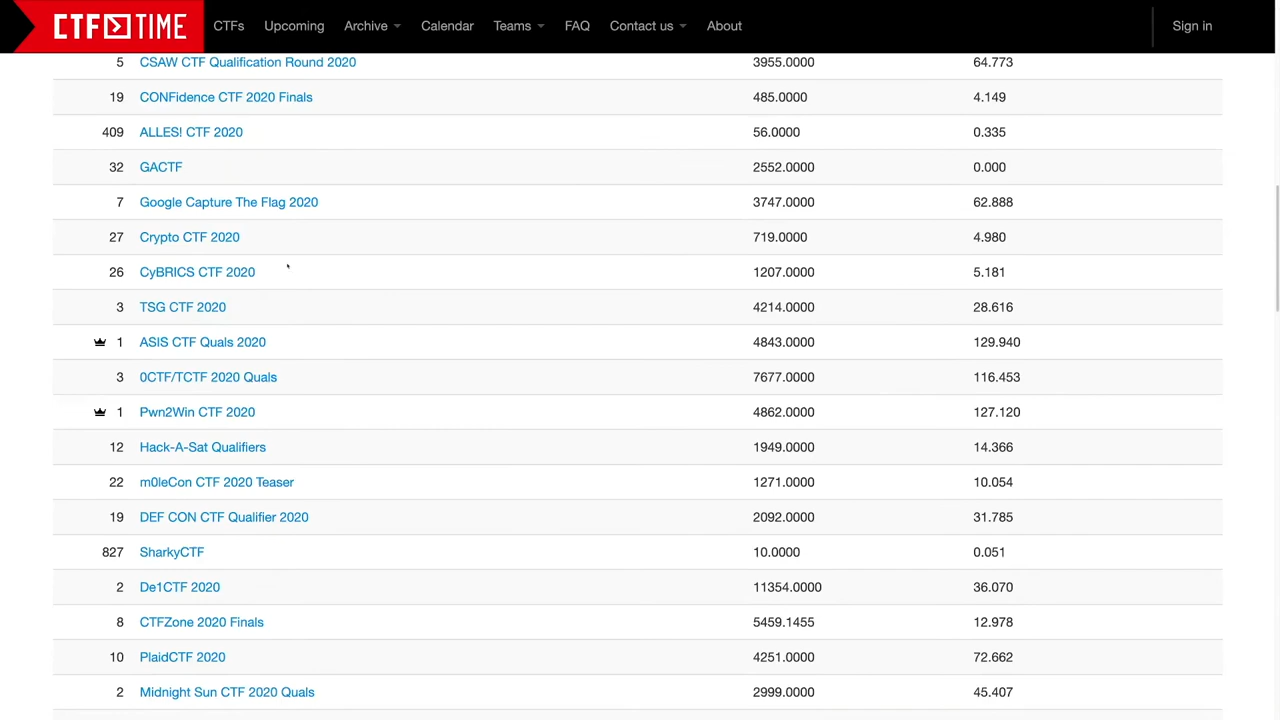 CTF TIME CTFs Upcoming Archive Calendar Teams FAQ Contact us About Sign in
5 CSAW CTF Qualification Round 2020 3955.0000 64.773
19 CONFidence CTF 2020 Finals 485.0000 4.149
409 ALLES! CTF 2020 56.0000 0.335
32 GACTF 2552.0000 0.000
7 Google Capture The Flag 2020 3747.0000 62.888
27 Crypto CTF 2020 719.0000 4.980
26 CyBRICS CTF 2020 1207.0000 5.181
3 TSG CTF 2020 4214.0000 28.616
1 ASIS CTF Quals 2020 4843.0000 129.940
3 0CTF/TCTF 2020 Quals 7677.0000 116.453
1 Pwn2Win CTF 2020 4862.0000 127.120
12 Hack-A-Sat Qualifiers 1949.0000 14.366
22 m0leCon CTF 2020 Teaser 1271.0000 10.054
19 DEF CON CTF Qualifier 2020 2092.0000 31.785
827 SharkyCTF 10.0000 0.051
2 De1CTF 2020 11354.0000 36.070
8 CTFZone 2020 Finals 5459.1455 12.978
10 PlaidCTF 2020 4251.0000 72.662
2 Midnight Sun CTF 2020 Quals 2999.0000 45.407